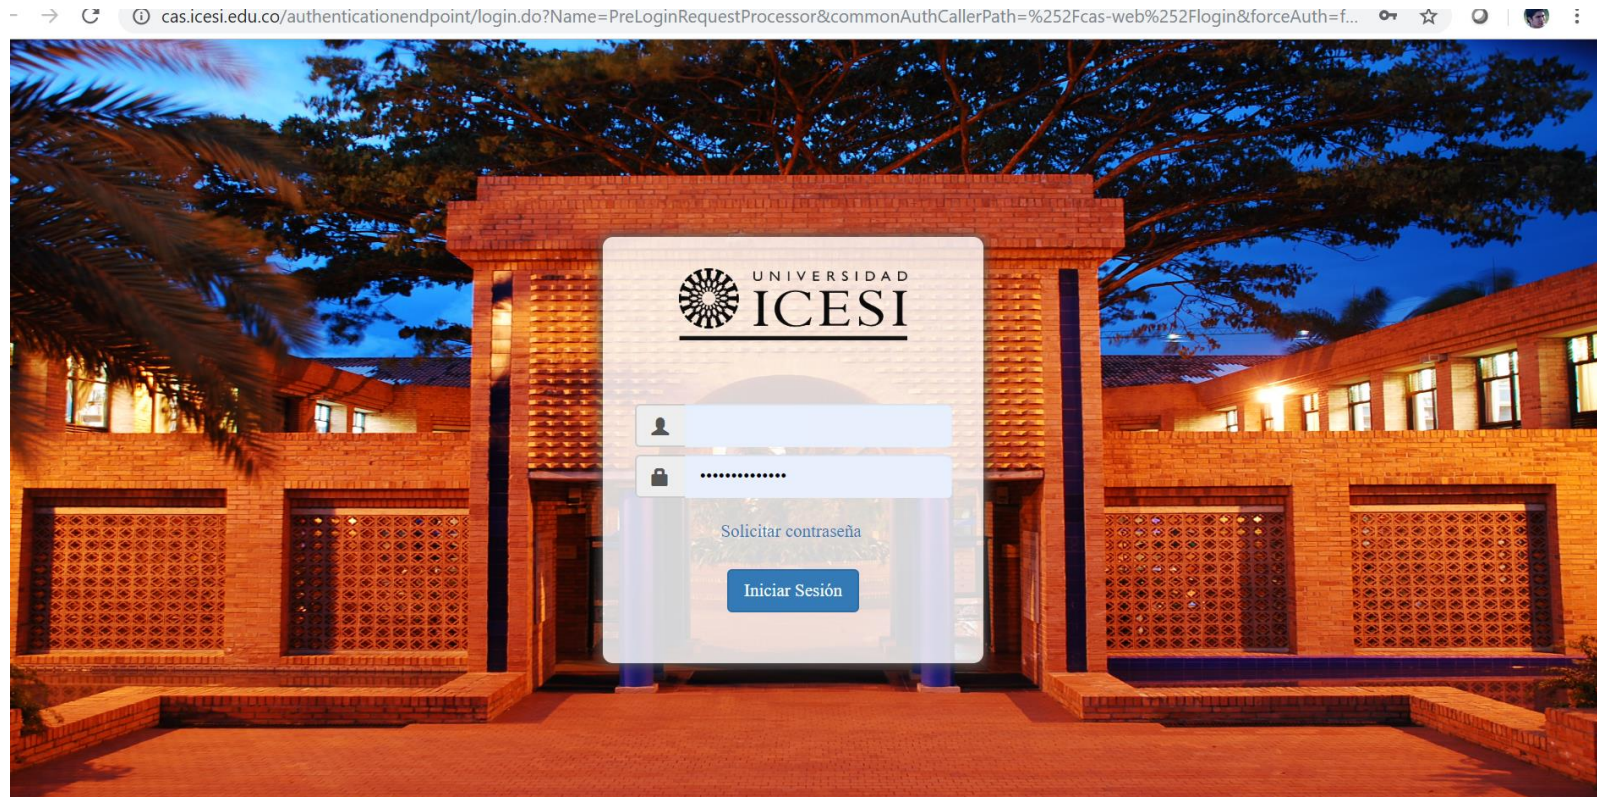 cas.icesi.edu.co/authenticationendpoint/login.do?Name=PreLoginRequestProcessor&commonAuthCallerPath=%252Fcas-web%252Flogin&forceAuth=f...
UNIVERSIDAD
ICESI
••••••••••••••
Solicitar contraseña
Iniciar Sesión